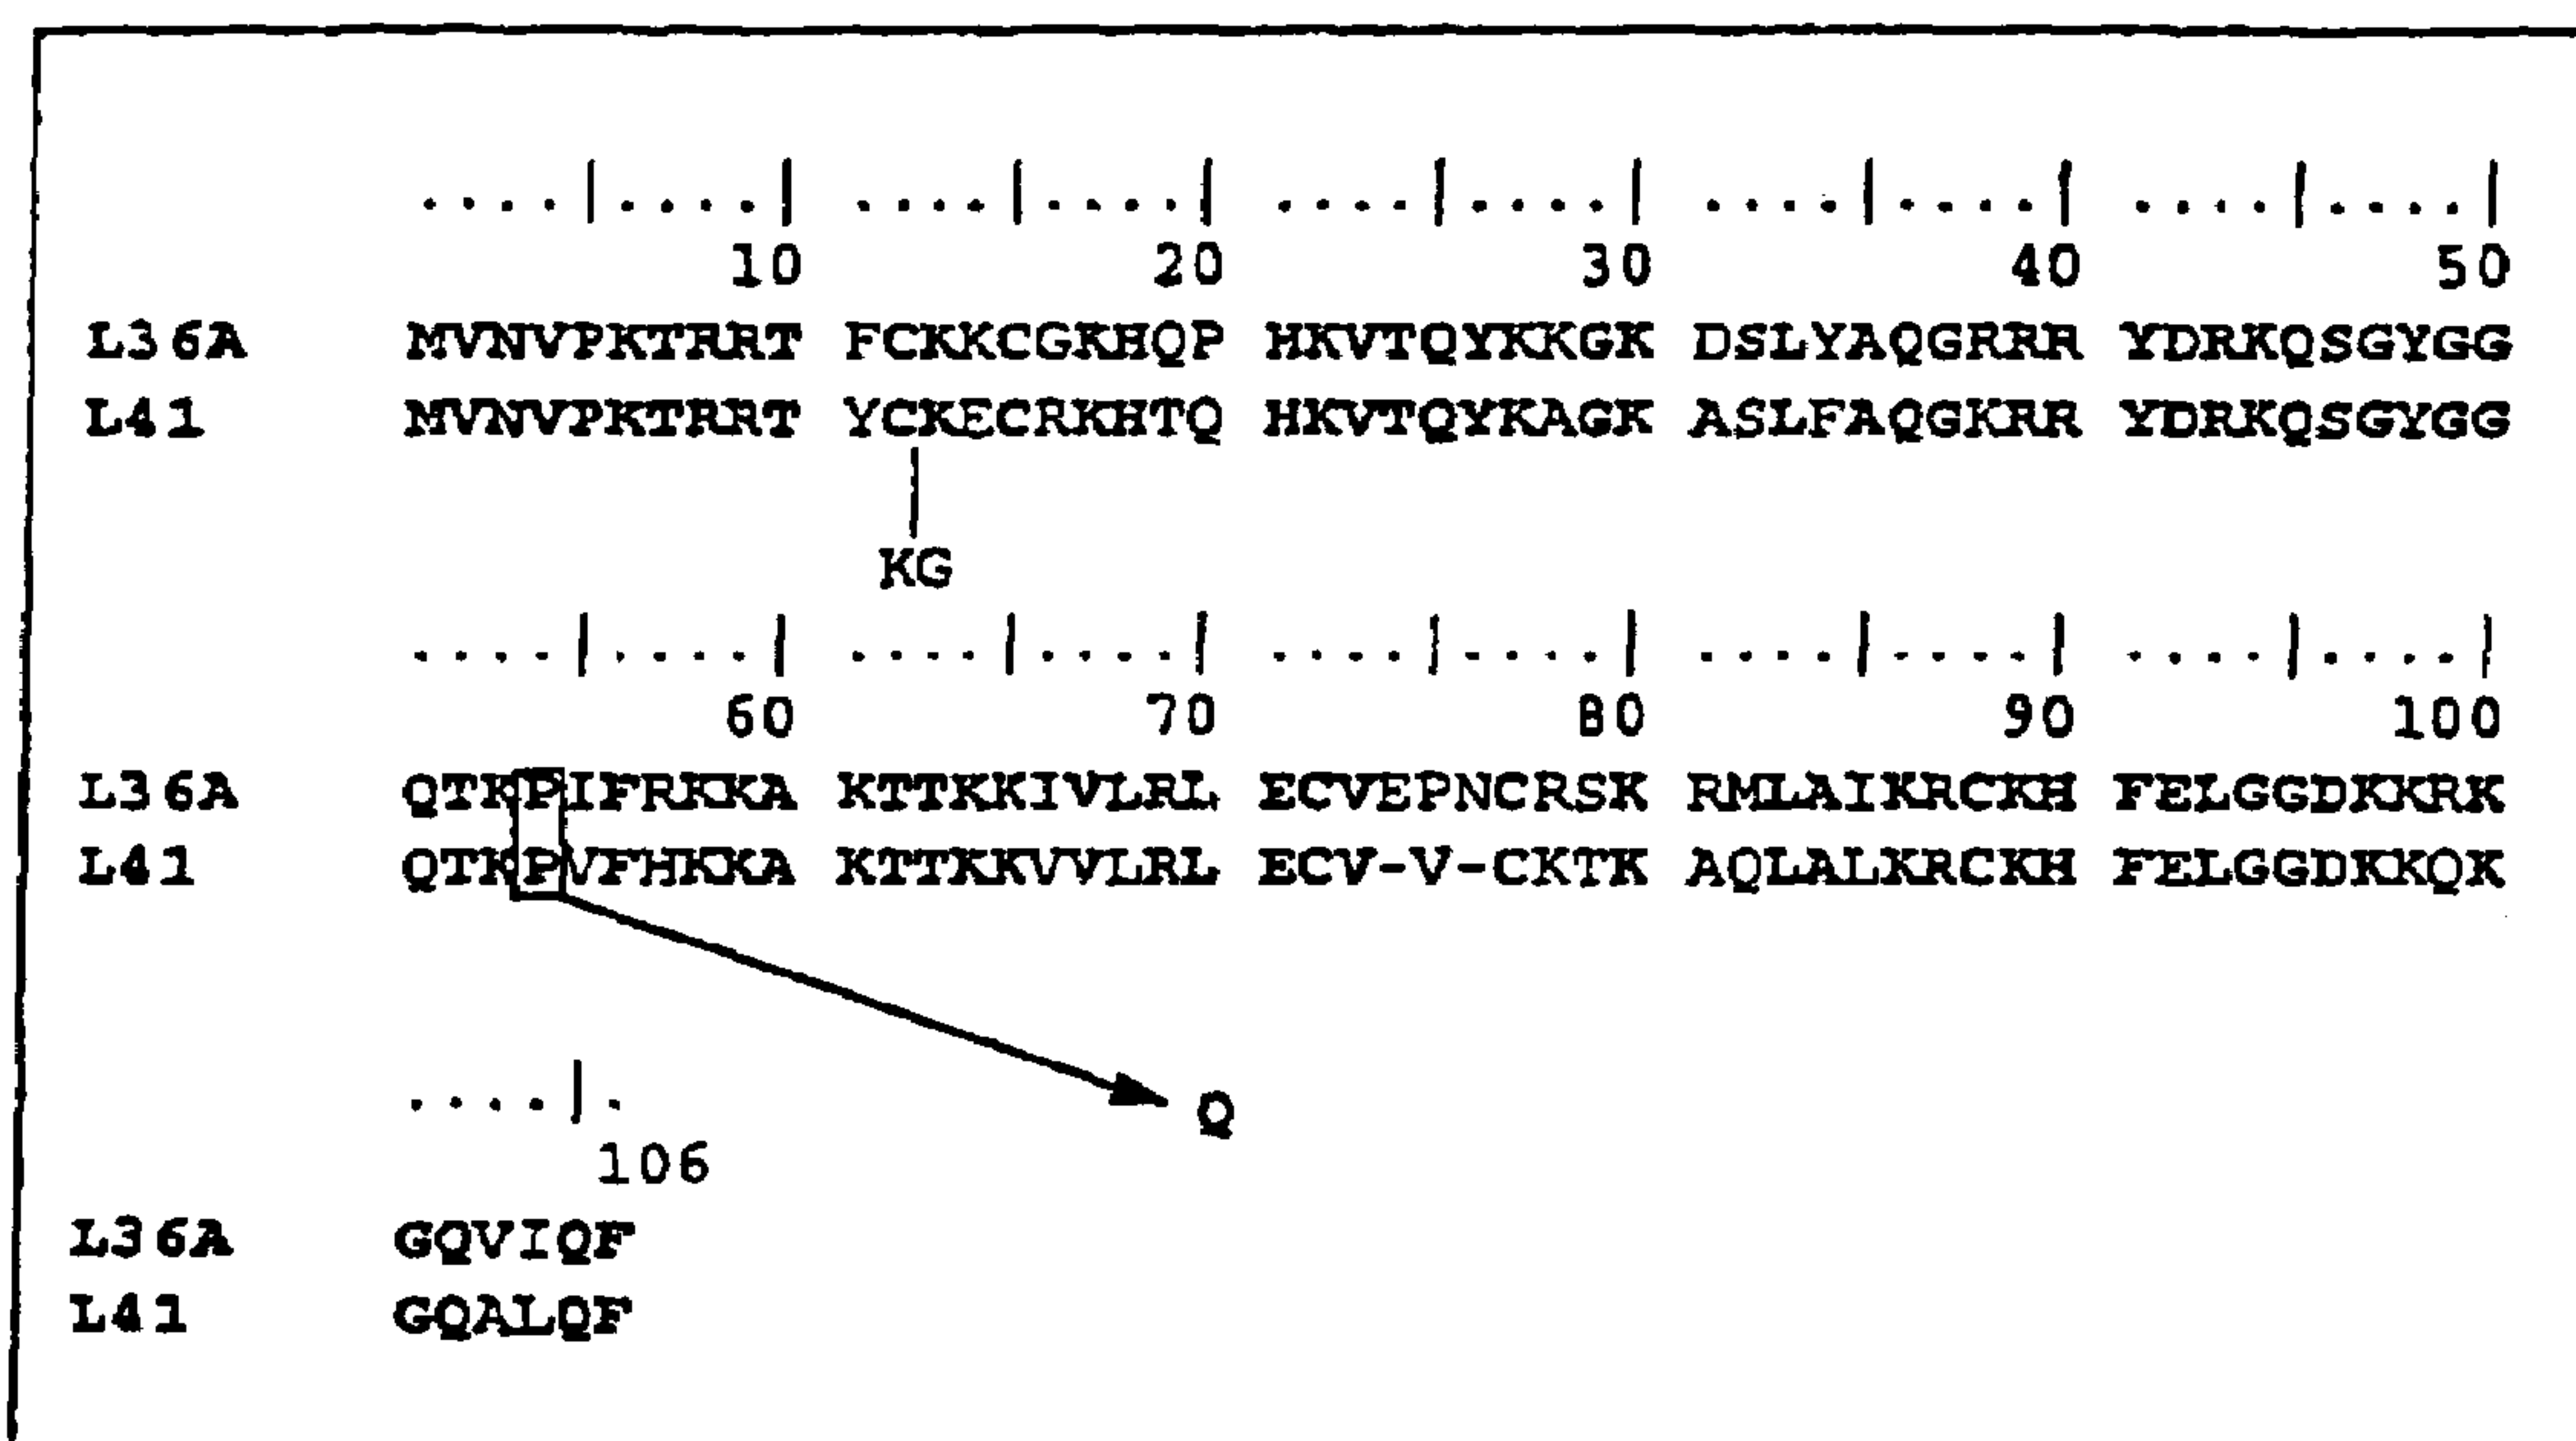 ....|....| ....|....| ....|....| ....|....| ....|....|
10 20 30 40 50
L36A MVNVPKTRRT FCKKCGKHQP HKVTQYKKGK DSLYAQGRRR YDRKQSGYGG
L41 MVNVPKTRRT YCKECRKHTQ HKVTQYKAGK ASLFAQGKRR YDRKQSGYGG
KG
....|....| ....|....| ....|....| ....|....| ....|....|
60 70 80 90 100
L36A QTKPIFRKKA KTTKKIVLRL ECVEPNCRSK RMLAIKRCKH FELGGDKKRK
L41 QTKPVFHKKA KTTKKVVLRL ECV-V-CKTK AQLALKRCKH FELGGDKKQK
....|.
Q
106
L36A GQVIQF
L41 GQALQF